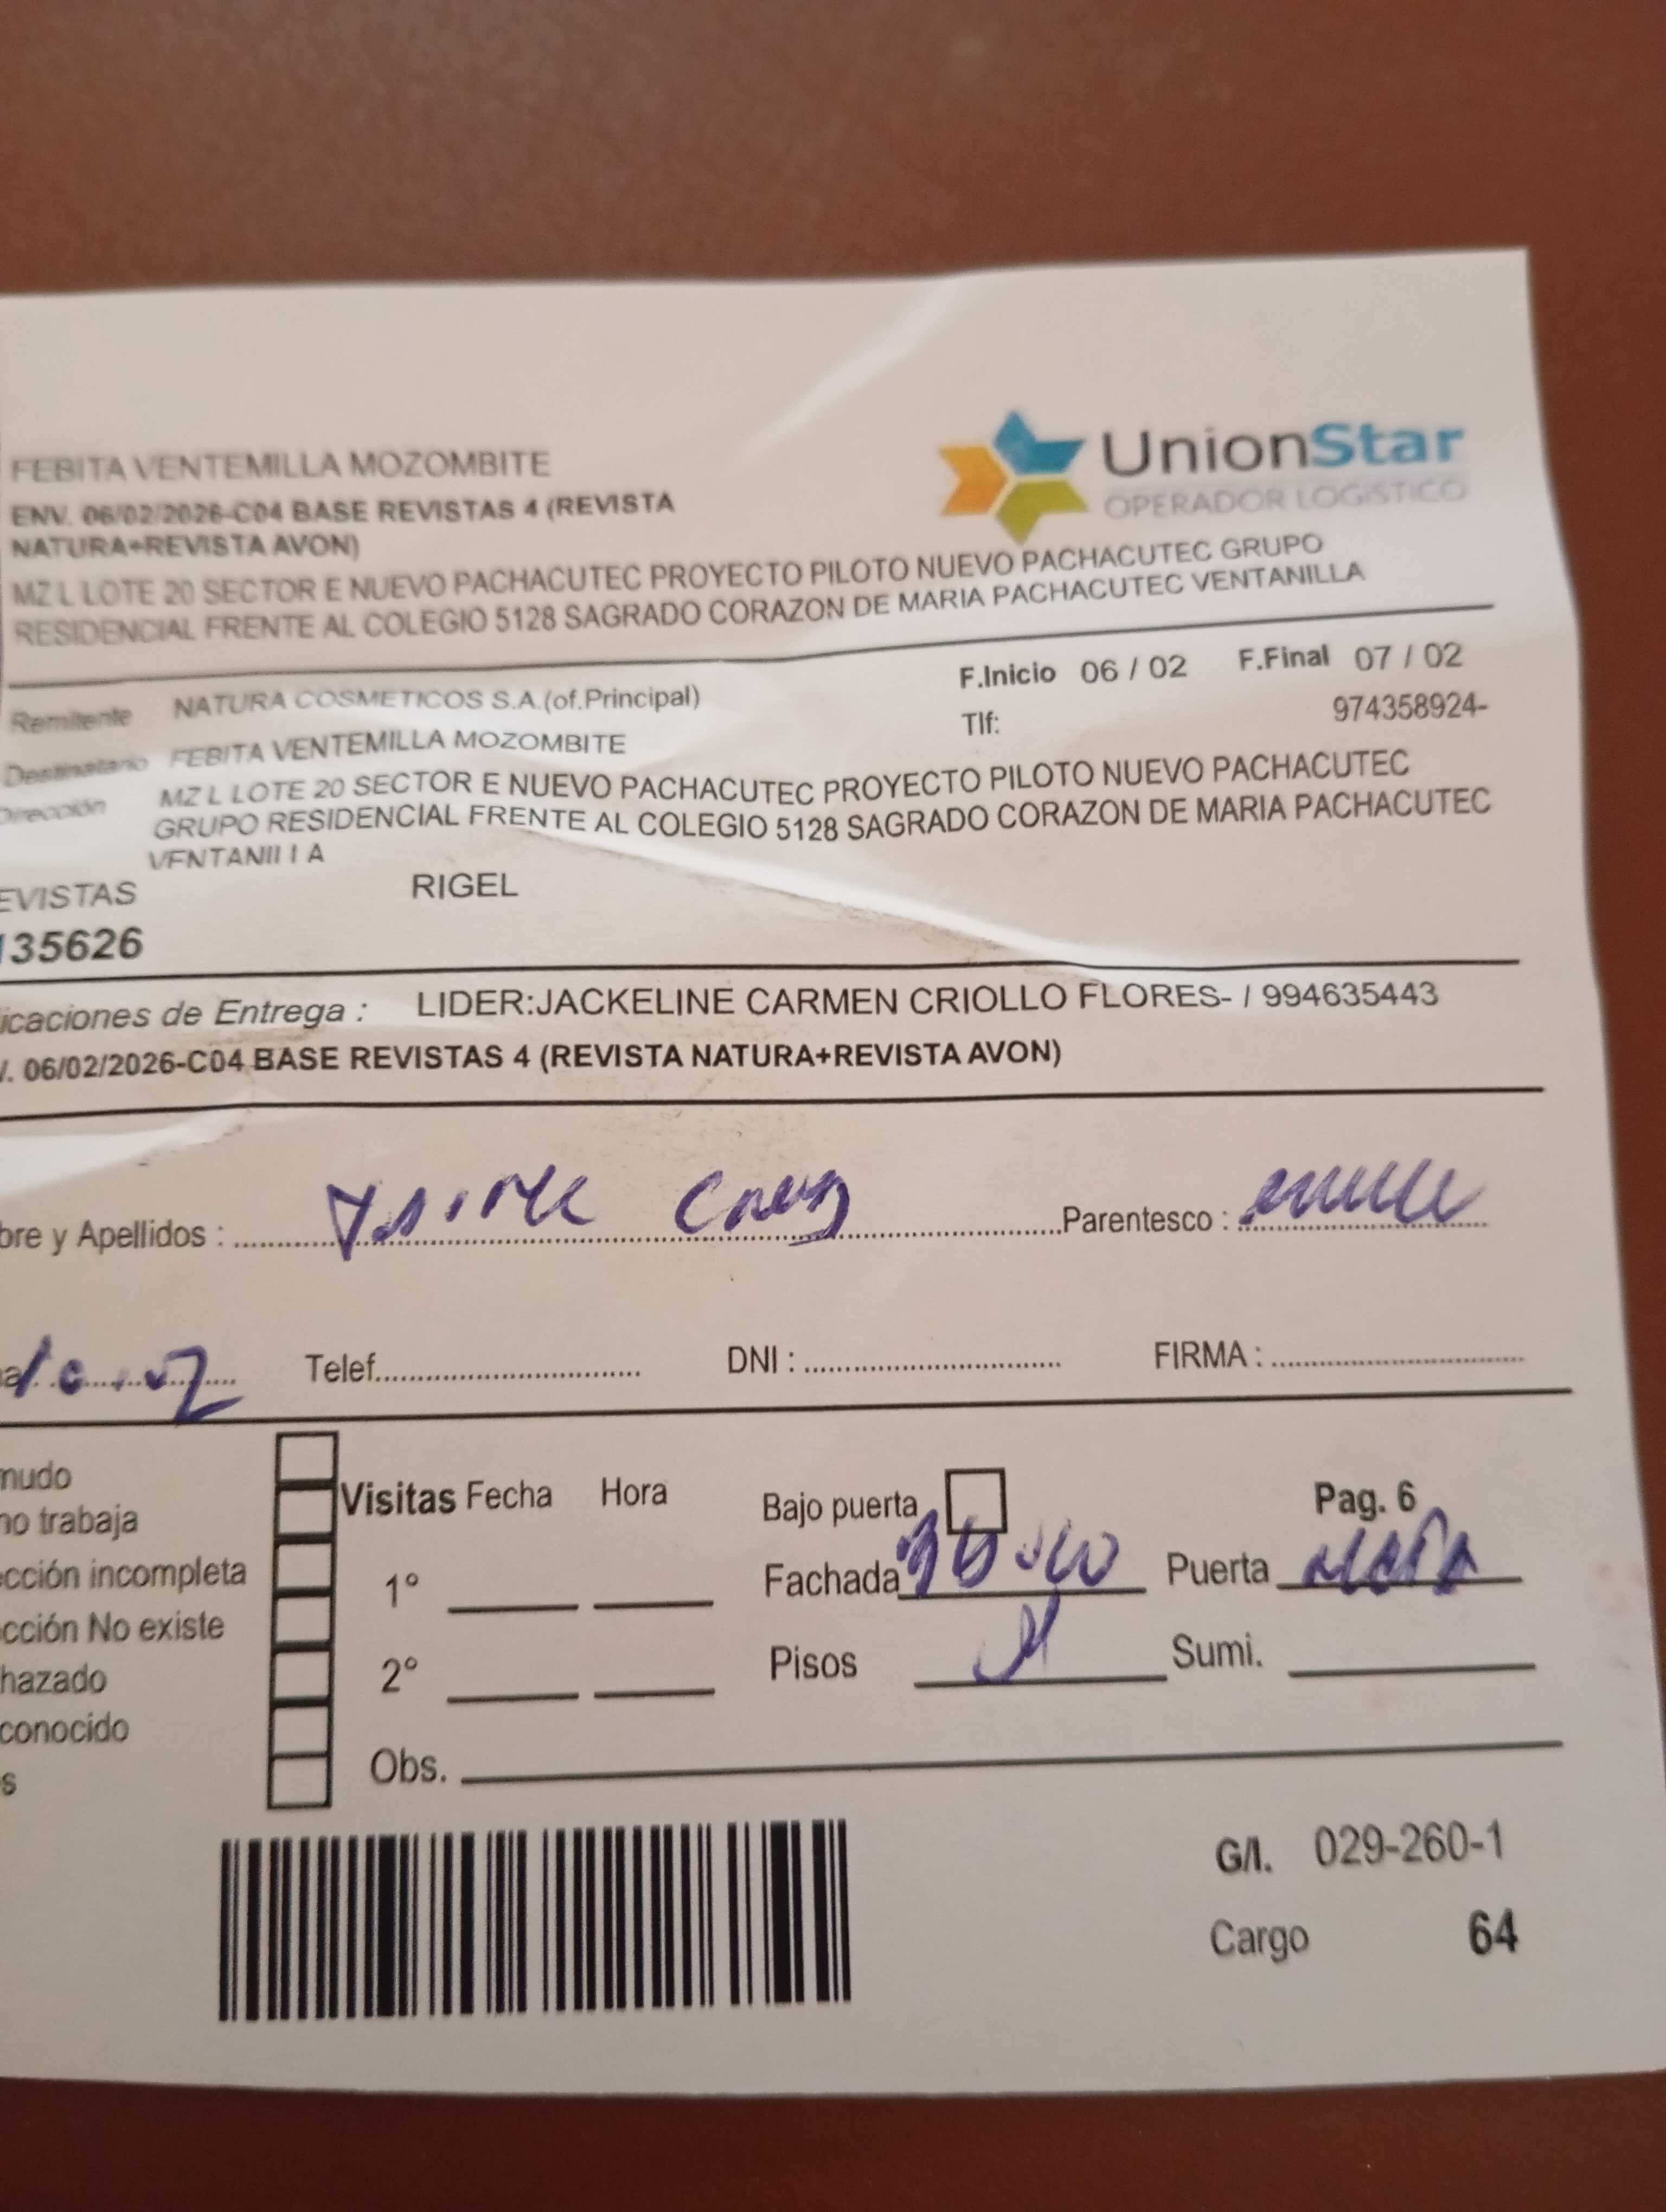 FEBITA VENTEMILLA MOZOMBITE
ENV. 06/02/2026-C04 BASE REVISTAS 4 (REVISTA
NATURA+REVISTA AVON)
UnionStar
OPERADOR LOGÍSTICO
MZ L LOTE 20 SECTOR E NUEVO PACHACUTEC PROYECTO PILOTO NUEVO PACHACUTEC GRUPO
RESIDENCIAL FRENTE AL COLEGIO 5128 SAGRADO CORAZON DE MARIA PACHACUTEC VENTANILLA
Remitente NATURA COSMETICOS S.A.(of.Principal) F.Inicio 06 / 02 F.Final 07 / 02
Destinatario FEBITA VENTEMILLA MOZOMBITE Tlf: 974358924-
Dirección MZ L LOTE 20 SECTOR E NUEVO PACHACUTEC PROYECTO PILOTO NUEVO PACHACUTEC
GRUPO RESIDENCIAL FRENTE AL COLEGIO 5128 SAGRADO CORAZON DE MARIA PACHACUTEC
VENTANILLA
EVISTAS RIGEL
135626
icaciones de Entrega : LIDER:JACKELINE CARMEN CRIOLLO FLORES- / 994635443
V. 06/02/2026-C04 BASE REVISTAS 4 (REVISTA NATURA+REVISTA AVON)
bre y Apellidos : Parentesco :
Telef. DNI : FIRMA :
mudo
no trabaja
cción incompleta
cción No existe
hazado
conocido
s
Visitas Fecha Hora
1°
2°
Obs.
Bajo puerta Pag. 6
Fachada Puerta
Pisos Sumi.
G/I. 029-260-1
Cargo 64